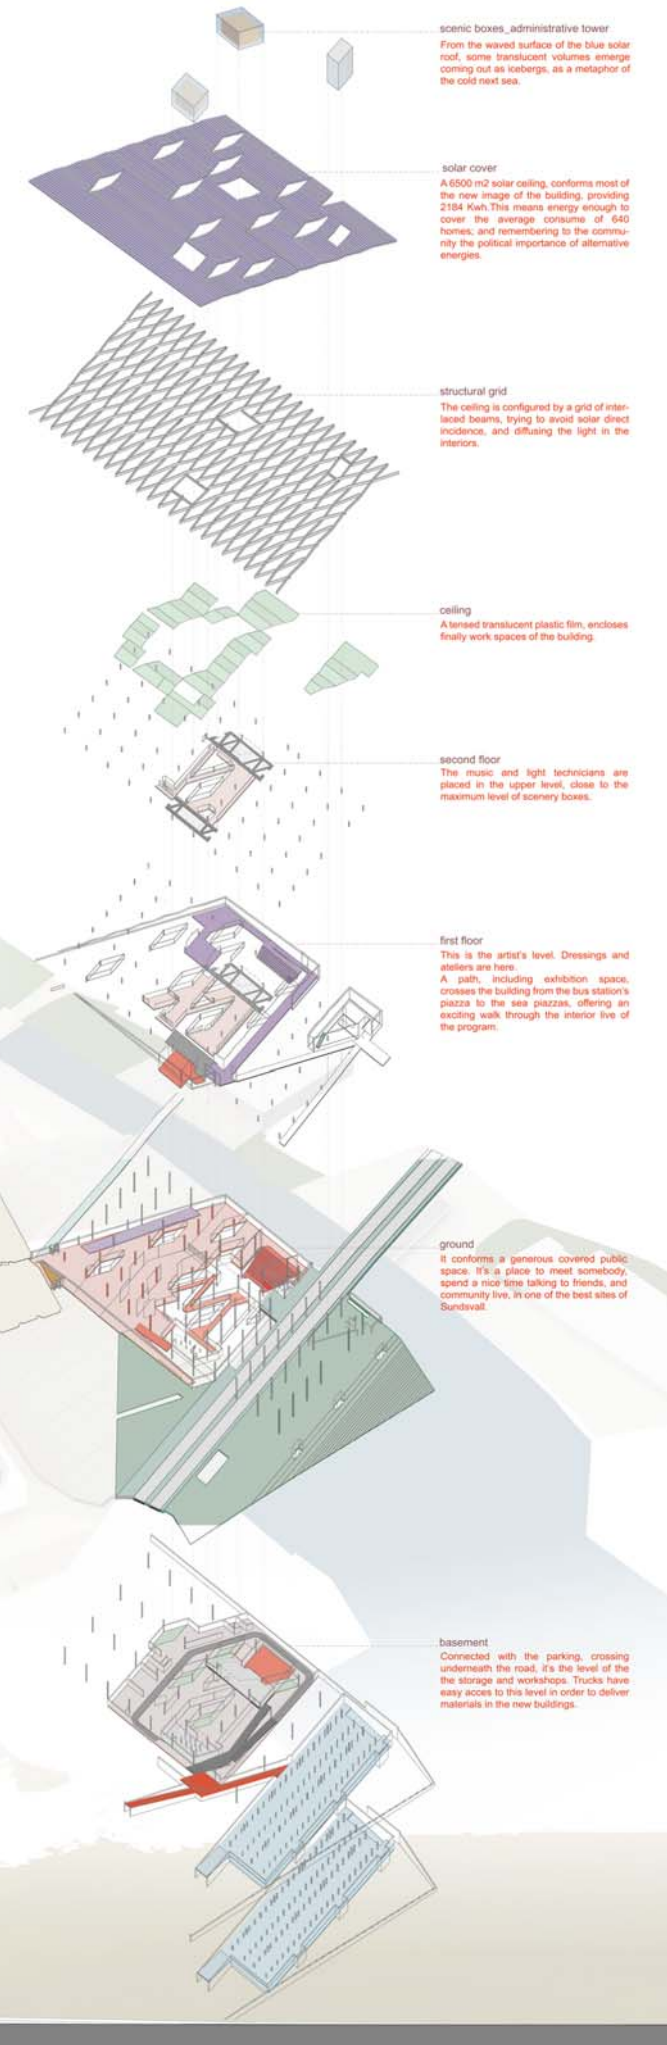 scenic boxes_administrative tower
From the waved surface of the blue solar
roof, some translucent volumes emerge
coming out as icebergs, as a metaphor of
the cold next sea.
solar cover
A 6500 m2 solar ceiling, conforms most of
the new image of the building, providing
2184 Kwh.This means energy enough to
cover the average consume of 640
homes; and remembering to the commu-
nity the political importance of alternative
energies.
structural grid
The ceiling is configured by a grid of inter-
laced beams, trying to avoid solar direct
incidence, and diffusing the light in the
interiors.
ceiling
A tensed translucent plastic film, encloses
finally work spaces of the building.
second floor
The music and light technicians are
placed in the upper level, close to the
maximum level of scenery boxes.
first floor
This is the artist's level. Dressings and
ateliers are here.
A path, including exhibition space,
crosses the building from the bus station's
piazza to the sea piazzas, offering an
exciting walk through the interior live of
the program.
ground
It conforms a generous covered public
space. It's a place to meet somebody,
spend a nice time talking to friends, and
community live, in one of the best sites of
Sundsvall.
basement
Connected with the parking, crossing
underneath the road, it's the level of the
the storage and workshops. Trucks have
easy acces to this level in order to deliver
materials in the new buildings.